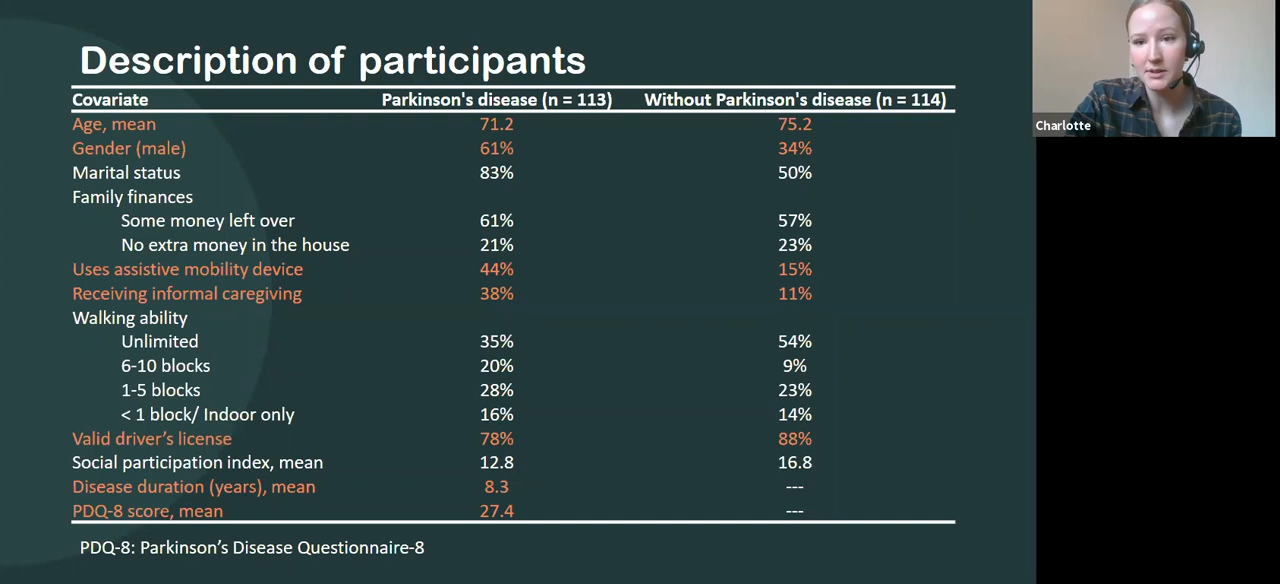 Description of participants
Covariate Parkinson's disease (n = 113) Without Parkinson's disease (n = 114)
Age, mean 71.2 75.2
Gender (male) 61% 34%
Marital status 83% 50%
Family finances
Some money left over 61% 57%
No extra money in the house 21% 23%
Uses assistive mobility device 44% 15%
Receiving informal caregiving 38% 11%
Walking ability
Unlimited 35% 54%
6-10 blocks 20% 9%
1-5 blocks 28% 23%
< 1 block/ Indoor only 16% 14%
Valid driver’s license 78% 88%
Social participation index, mean 12.8 16.8
Disease duration (years), mean 8.3 ---
PDQ-8 score, mean 27.4 ---
PDQ-8: Parkinson’s Disease Questionnaire-8
Charlotte